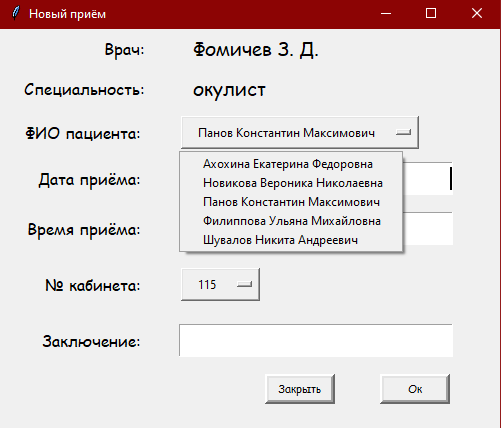 Новый приём
Врач: Фомичев З. Д.
Специальность: окулист
ФИО пациента: Панов Константин Максимович
Ахохина Екатерина Федоровна
Новикова Вероника Николаевна
Панов Константин Максимович
Филиппова Ульяна Михайловна
Шувалов Никита Андреевич
Дата приёма:
Время приёма:
№ кабинета: 115
Заключение:
Закрыть Ок